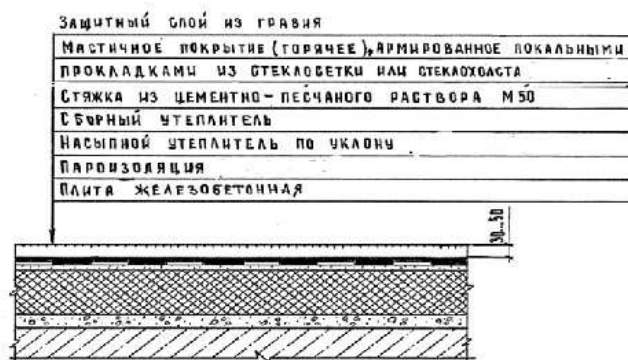 ЗАЩИТНЫЙ СЛОЙ ИЗ ГРАВИЯ
МАСТИЧНОЕ ПОКРЫТИЕ (ГОРЯЧЕЕ), АРМИРОВАННОЕ ЛОКАЛЬНЫМИ
ПРОКЛАДКАМИ ИЗ СТЕКЛОСЕТКИ ИЛИ СТЕКЛОХОЛСТА
СТЯЖКА ИЗ ЦЕМЕНТНО-ПЕСЧАНОГО РАСТВОРА М 50
СБОРНЫЙ УТЕПЛИТЕЛЬ
НАСЫПНОЙ УТЕПЛИТЕЛЬ ПО УКЛОНУ
ПАРОИЗОЛЯЦИЯ
ПЛИТА ЖЕЛЕЗОБЕТОННАЯ
30...50